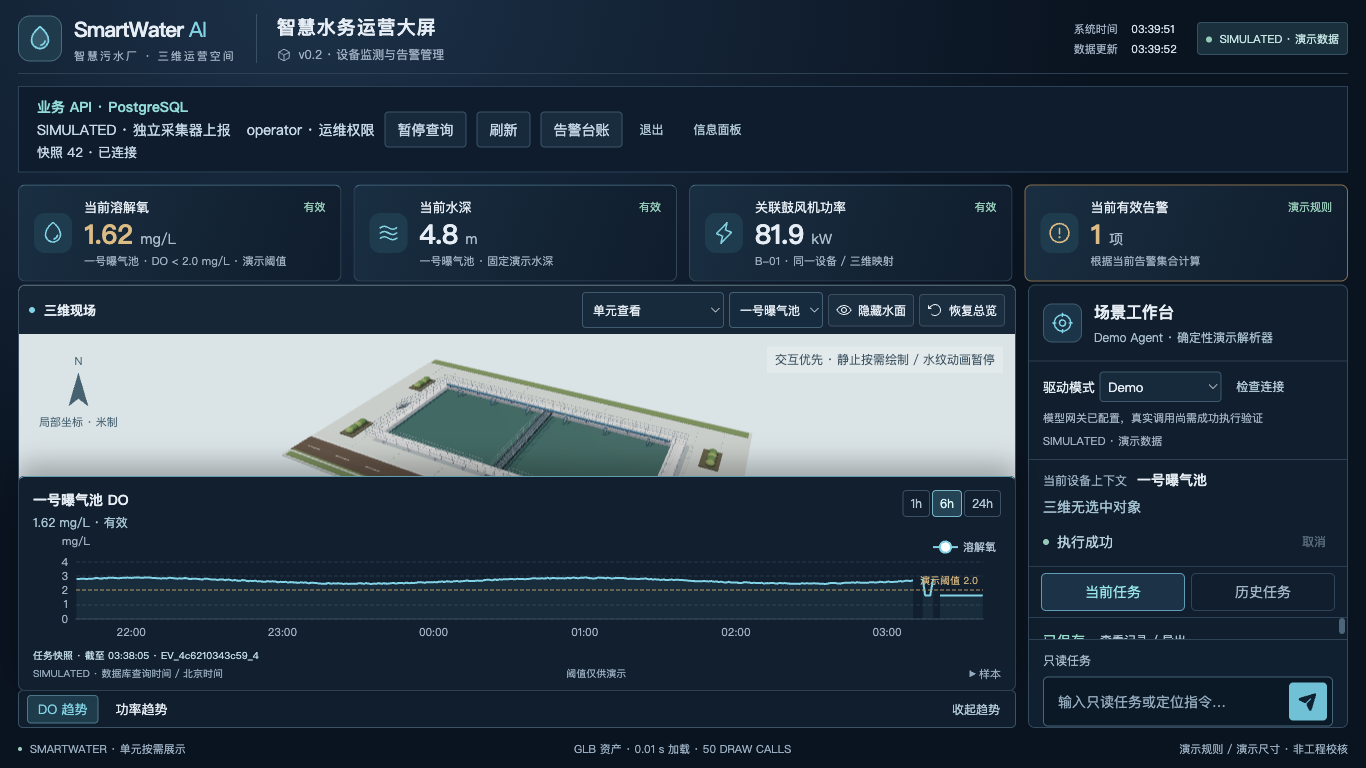 SmartWater AI
智慧污水厂 · 三维运营空间
智慧水务运营大屏
v0.2 · 设备监测与告警管理
系统时间 03:39:51
数据更新 03:39:52
SIMULATED · 演示数据
业务 API · PostgreSQL
SIMULATED · 独立采集器上报 operator · 运维权限 暂停查询 刷新 告警台账 退出 信息面板
快照 42 · 已连接
当前溶解氧 有效
1.62 mg/L
一号曝气池 · DO < 2.0 mg/L · 演示阈值
当前水深 有效
4.8 m
一号曝气池 · 固定演示水深
关联鼓风机功率 有效
81.9 kW
B-01 · 同一设备 / 三维映射
当前有效告警 演示规则
1 项
根据当前告警集合计算
三维现场 单元查看 一号曝气池 隐藏水面 恢复总览
N
局部坐标 · 米制
交互优先 · 静止按需绘制 / 水纹动画暂停
一号曝气池 DO 1h 6h 24h
1.62 mg/L · 有效
mg/L
溶解氧
4
3
2
1
0
演示阈值 2.0
22:00 23:00 00:00 01:00 02:00 03:00
任务快照 · 截至 03:38:05 · EV_4c6210343c59_4
SIMULATED · 数据库查询时间 / 北京时间 阈值仅供演示 样本
DO 趋势 功率趋势 收起趋势
场景工作台
Demo Agent · 确定性演示解析器
驱动模式 Demo 检查连接
模型网关已配置，真实调用尚需成功执行验证
SIMULATED · 演示数据
当前设备上下文 一号曝气池
三维无选中对象
执行成功 取消
当前任务 历史任务
只读任务
输入只读任务或定位指令...
SMARTWATER · 单元按需展示 GLB 资产 · 0.01 s 加载 · 50 DRAW CALLS 演示规则 / 演示尺寸 · 非工程校核